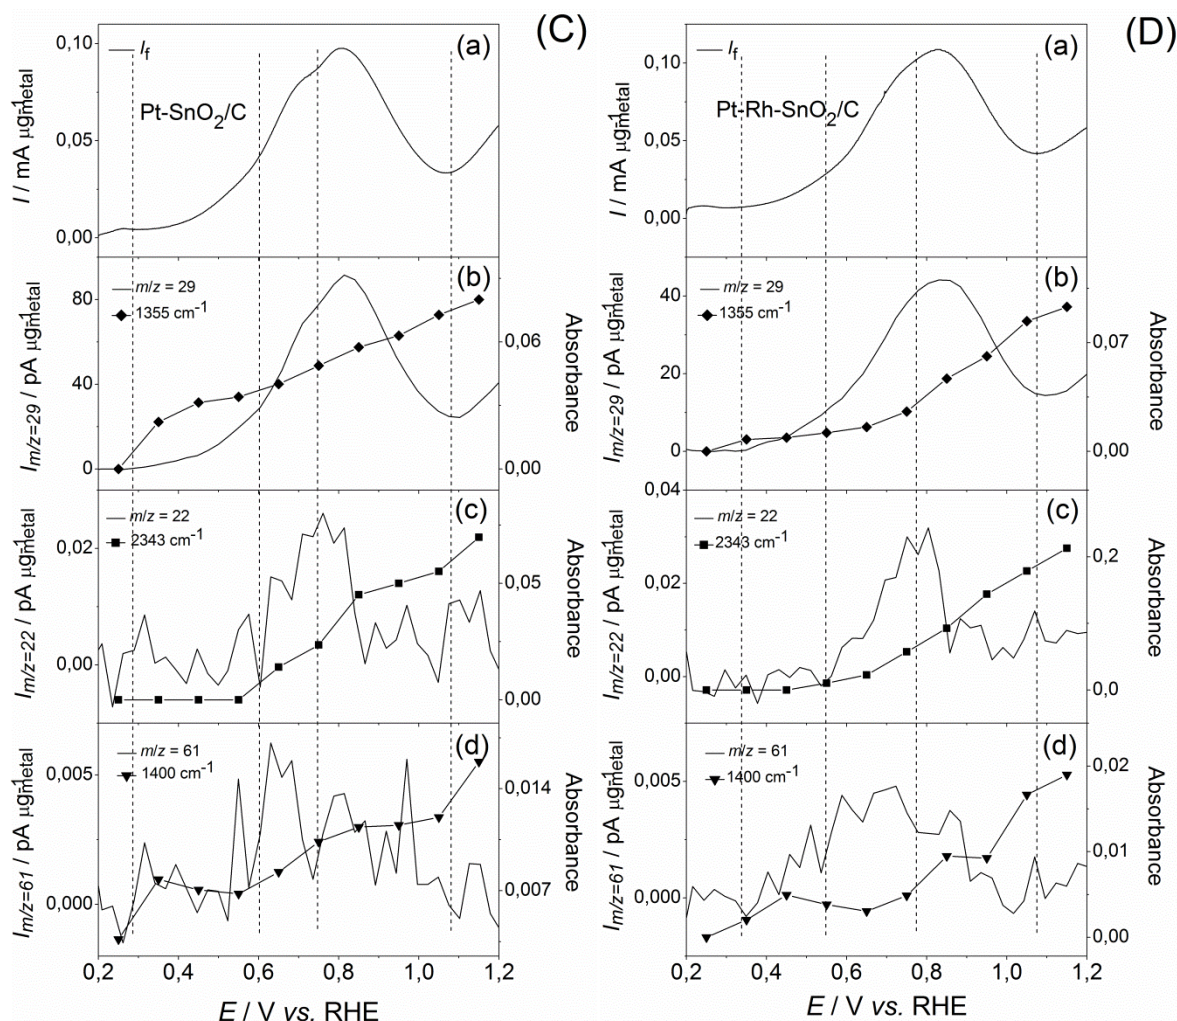 (C)
(a)
I_f
Pt-SnO2/C
I / mA µg⁻¹metal
0,10
0,05
0,00
(b)
m/z = 29
1355 cm⁻¹
I_m/z=29 / pA µg⁻¹metal
80
40
0
Absorbance
0,06
0,00
(c)
m/z = 22
2343 cm⁻¹
I_m/z=22 / pA µg⁻¹metal
0,02
0,00
Absorbance
0,05
0,00
(d)
m/z = 61
1400 cm⁻¹
I_m/z=61 / pA µg⁻¹metal
0,005
0,000
Absorbance
0,014
0,007
0,2 0,4 0,6 0,8 1,0 1,2
E / V vs. RHE
(D)
(a)
I_f
Pt-Rh-SnO2/C
I / mA µg⁻¹metal
0,10
0,05
0,00
(b)
m/z = 29
1355 cm⁻¹
I_m/z=29 / pA µg⁻¹metal
40
20
0
Absorbance
0,07
0,00
(c)
m/z = 22
2343 cm⁻¹
I_m/z=22 / pA µg⁻¹metal
0,04
0,02
0,00
Absorbance
0,2
0,0
(d)
m/z = 61
1400 cm⁻¹
I_m/z=61 / pA µg⁻¹metal
0,005
0,000
Absorbance
0,02
0,01
0,00
0,2 0,4 0,6 0,8 1,0 1,2
E / V vs. RHE